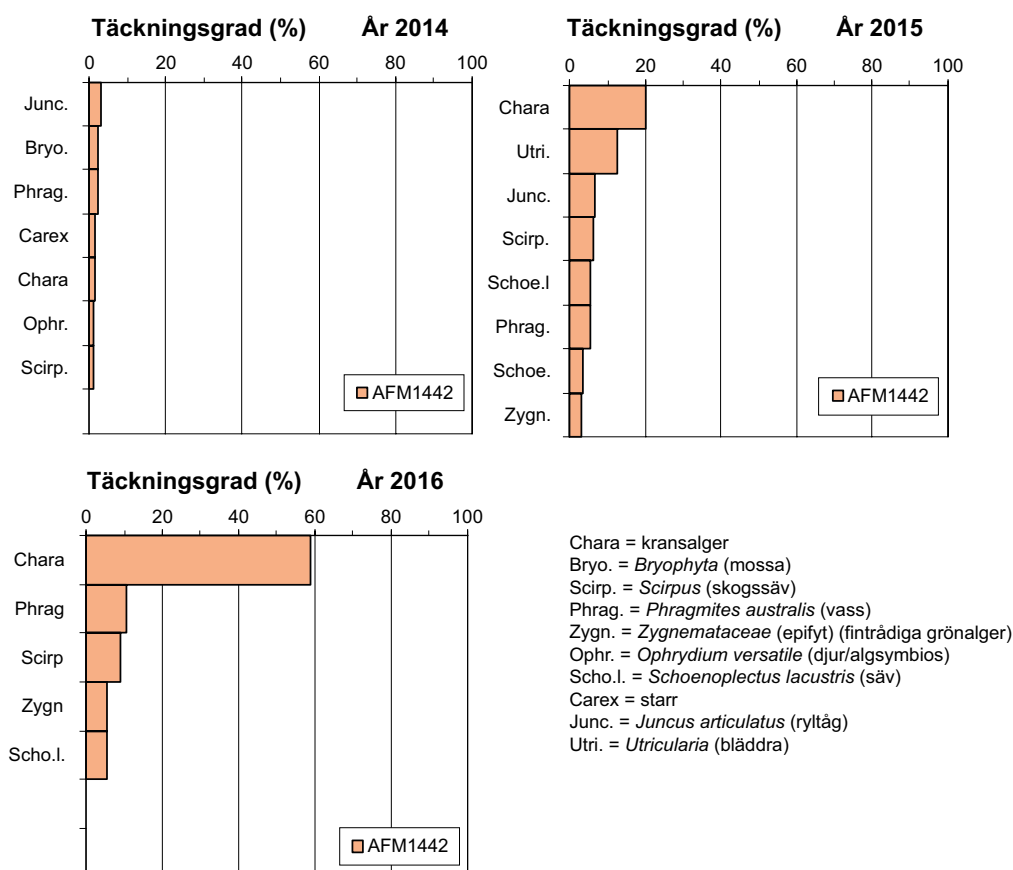 Täckningsgrad (%) År 2014
0 20 40 60 80 100
Junc.
Bryo.
Phrag.
Carex
Chara
Ophr.
Scirp.
AFM1442
Täckningsgrad (%) År 2015
0 20 40 60 80 100
Chara
Utri.
Junc.
Scirp.
Schoe.l
Phrag.
Schoe.
Zygn.
AFM1442
Täckningsgrad (%) År 2016
0 20 40 60 80 100
Chara
Phrag
Scirp
Zygn
Scho.l.
AFM1442
Chara = kransalger
Bryo. = Bryophyta (mossa)
Scirp. = Scirpus (skogssäv)
Phrag. = Phragmites australis (vass)
Zygn. = Zygnemataceae (epifyt) (fintrådiga grönalger)
Ophr. = Ophrydium versatile (djur/algsymbios)
Scho.l. = Schoenoplectus lacustris (säv)
Carex = starr
Junc. = Juncus articulatus (ryltåg)
Utri. = Utricularia (bläddra)